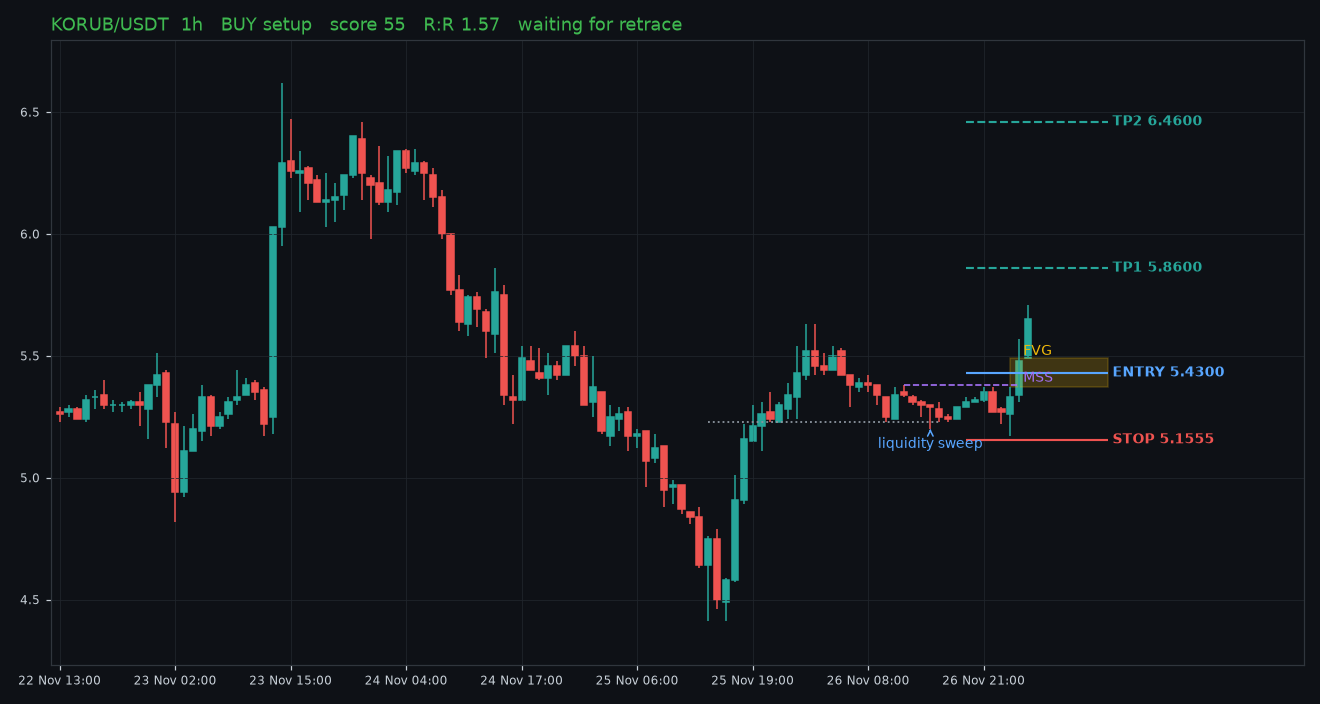 KORUB/USDT 1h BUY setup score 55 R:R 1.57 waiting for retrace
6.5
6.0
5.5
5.0
4.5
TP2 6.4600
TP1 5.8600
FVG
ENTRY 5.4300
MSS
STOP 5.1555
liquidity sweep
22 Nov 13:00
23 Nov 02:00
23 Nov 15:00
24 Nov 04:00
24 Nov 17:00
25 Nov 06:00
25 Nov 19:00
26 Nov 08:00
26 Nov 21:00